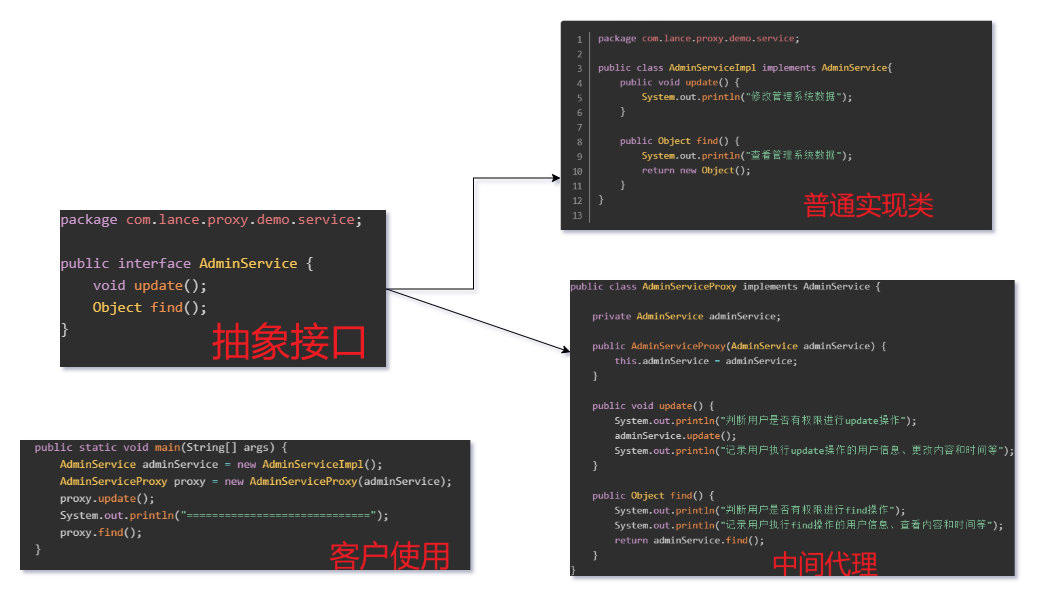 package com.lance.proxy.demo.service;
public interface AdminService {
void update();
Object find();
}
抽象接口
1 package com.lance.proxy.demo.service;
2
3 public class AdminServiceImpl implements AdminService{
4 public void update() {
5 System.out.println("修改管理系统数据");
6 }
7
8 public Object find() {
9 System.out.println("查看管理系统数据");
10 return new Object();
11 }
12 }
13
普通实现类
public class AdminServiceProxy implements AdminService {
private AdminService adminService;
public AdminServiceProxy(AdminService adminService) {
this.adminService = adminService;
}
public void update() {
System.out.println("判断用户是否有权限进行update操作");
adminService.update();
System.out.println("记录用户执行update操作的用户信息、更改内容和时间等");
}
public Object find() {
System.out.println("判断用户是否有权限进行find操作");
System.out.println("记录用户执行find操作的用户信息、查看内容和时间等");
return adminService.find();
}
}
中间代理
public static void main(String[] args) {
AdminService adminService = new AdminServiceImpl();
AdminServiceProxy proxy = new AdminServiceProxy(adminService);
proxy.update();
System.out.println("=============================");
proxy.find();
}
客户使用